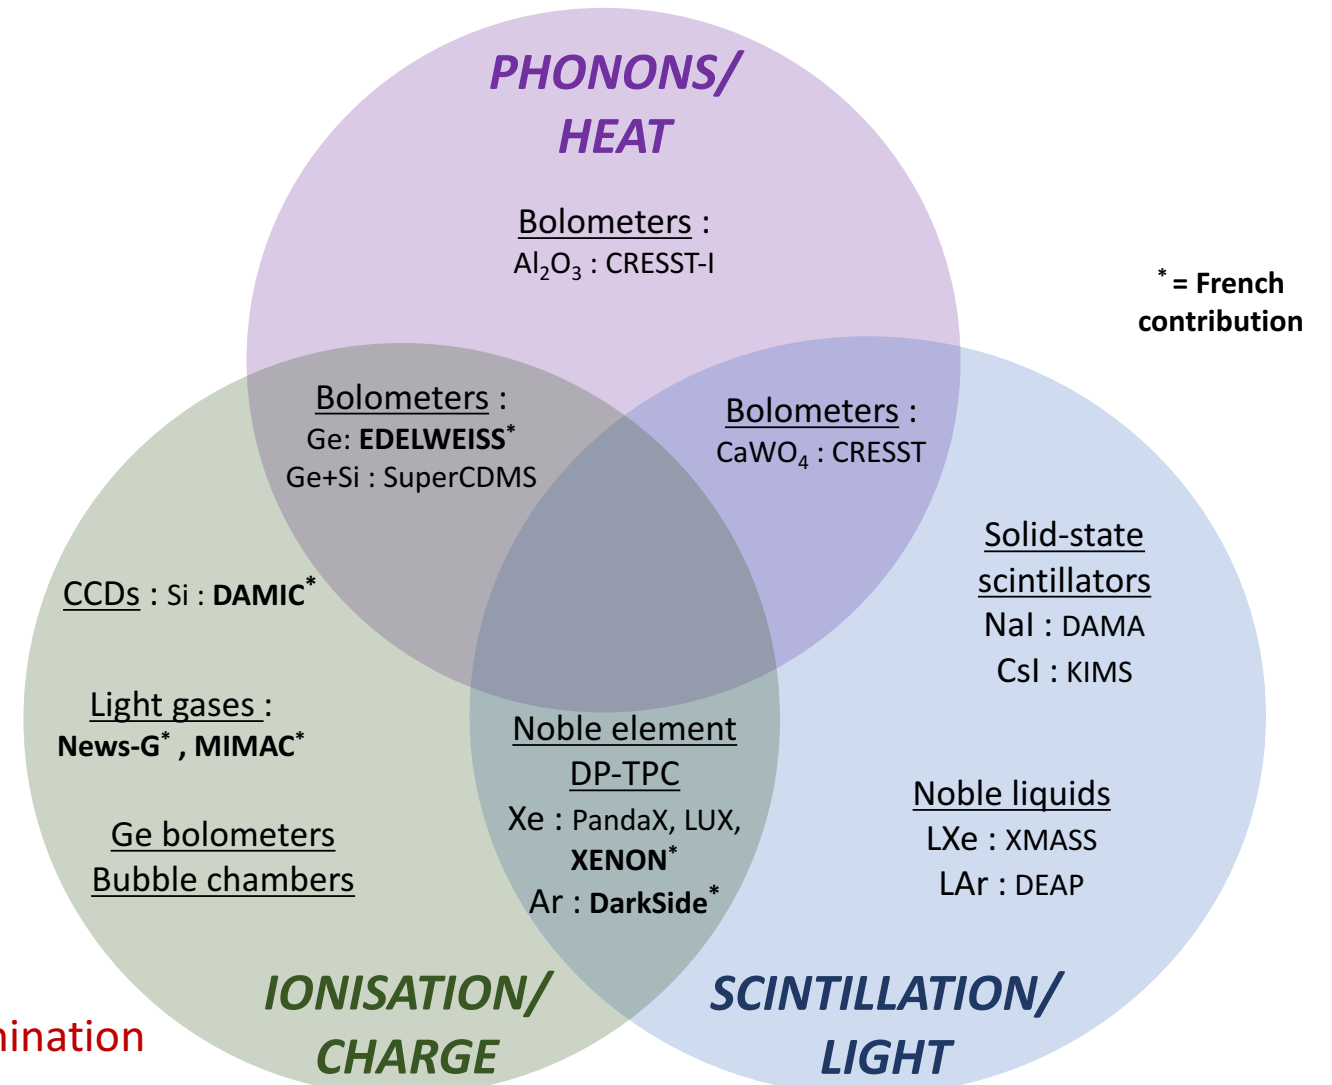 PHONONS/
HEAT
Bolometers :
Al₂O₃ : CRESST-I
* = French
contribution
Bolometers :
Ge: EDELWEISS*
Ge+Si : SuperCDMS
Bolometers :
CaWO₄ : CRESST
Solid-state
scintillators
NaI : DAMA
CsI : KIMS
CCDs : Si : DAMIC*
Light gases :
News-G* , MIMAC*
Ge bolometers
Bubble chambers
Noble element
DP-TPC
Xe : PandaX, LUX,
XENON*
Ar : DarkSide*
Noble liquids
LXe : XMASS
LAr : DEAP
IONISATION/
CHARGE
SCINTILLATION/
LIGHT